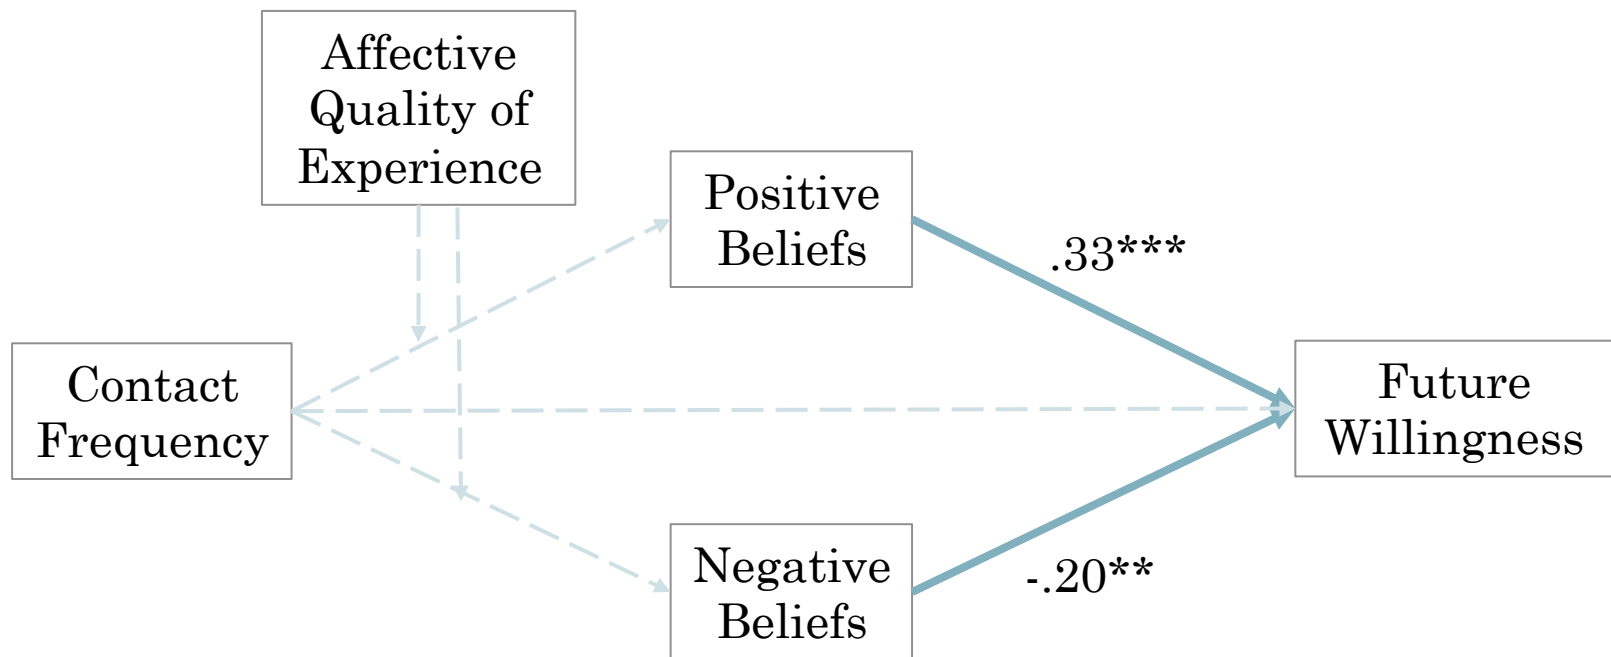 Affective
Quality of
Experience
Positive
Beliefs
.33***
Contact
Frequency
Future
Willingness
Negative
Beliefs
-.20**